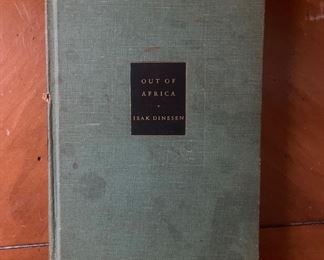 OUT OF
AFRICA
ISAK DINESEN